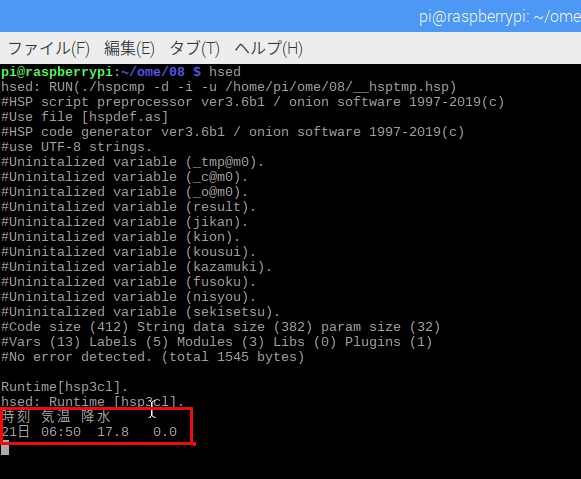 pi@raspberrypi: ~/ome
ファイル(F) 編集(E) タブ(T) ヘルプ(H)
pi@raspberrypi:~/ome/08 $ hsed
hsed: RUN(./hspcmp -d -i -u /home/pi/ome/08/__hsptmp.hsp)
#HSP script preprocessor ver3.6b1 / onion software 1997-2019(c)
#Use file [hspdef.as]
#HSP code generator ver3.6b1 / onion software 1997-2019(c)
#use UTF-8 strings.
#Uninitalized variable (_tmp@m0).
#Uninitalized variable (_c@m0).
#Uninitalized variable (_o@m0).
#Uninitalized variable (result).
#Uninitalized variable (jikan).
#Uninitalized variable (kion).
#Uninitalized variable (kousui).
#Uninitalized variable (kazamuki).
#Uninitalized variable (fusoku).
#Uninitalized variable (nisyou).
#Uninitalized variable (sekisetsu).
#Code size (412) String data size (382) param size (32)
#Vars (13) Labels (5) Modules (3) Libs (0) Plugins (1)
#No error detected. (total 1545 bytes)
Runtime[hsp3cl].
hsed: Runtime [hsp3cl].
時刻 気温 降水
21日 06:50 17.8 0.0